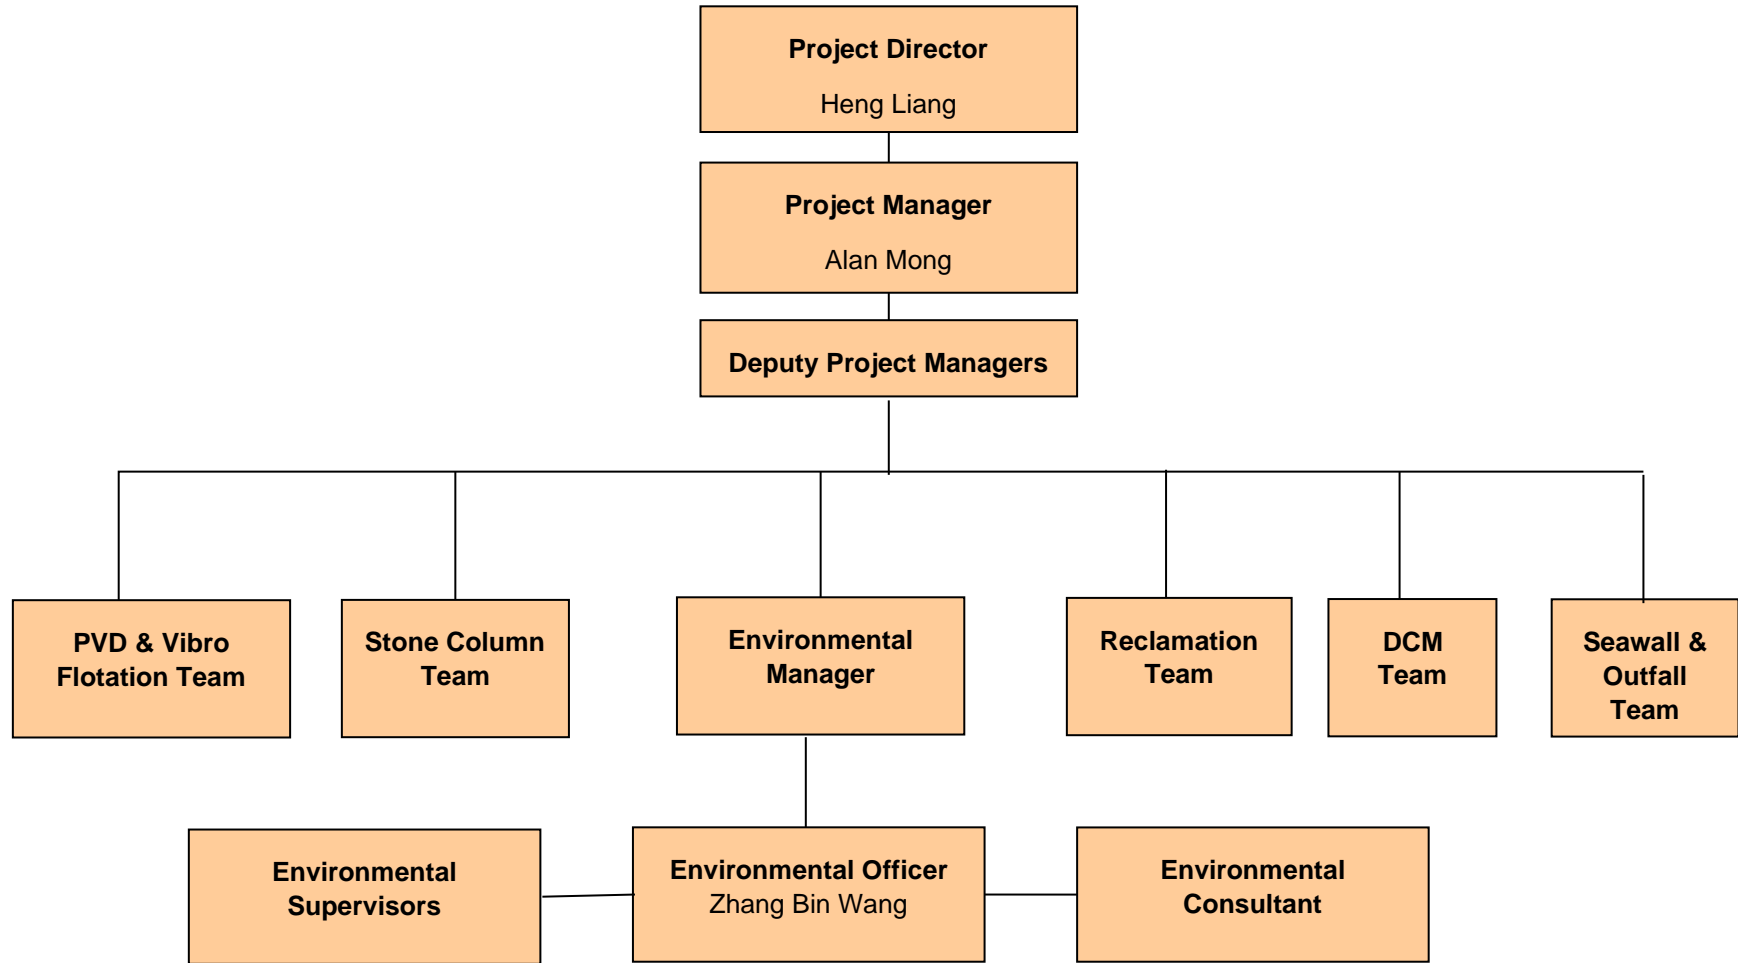 Project Director
Heng Liang
Project Manager
Alan Mong
Deputy Project Managers
PVD & Vibro
Flotation Team
Stone Column
Team
Environmental
Manager
Reclamation
Team
DCM
Team
Seawall &
Outfall
Team
Environmental
Supervisors
Environmental Officer
Zhang Bin Wang
Environmental
Consultant